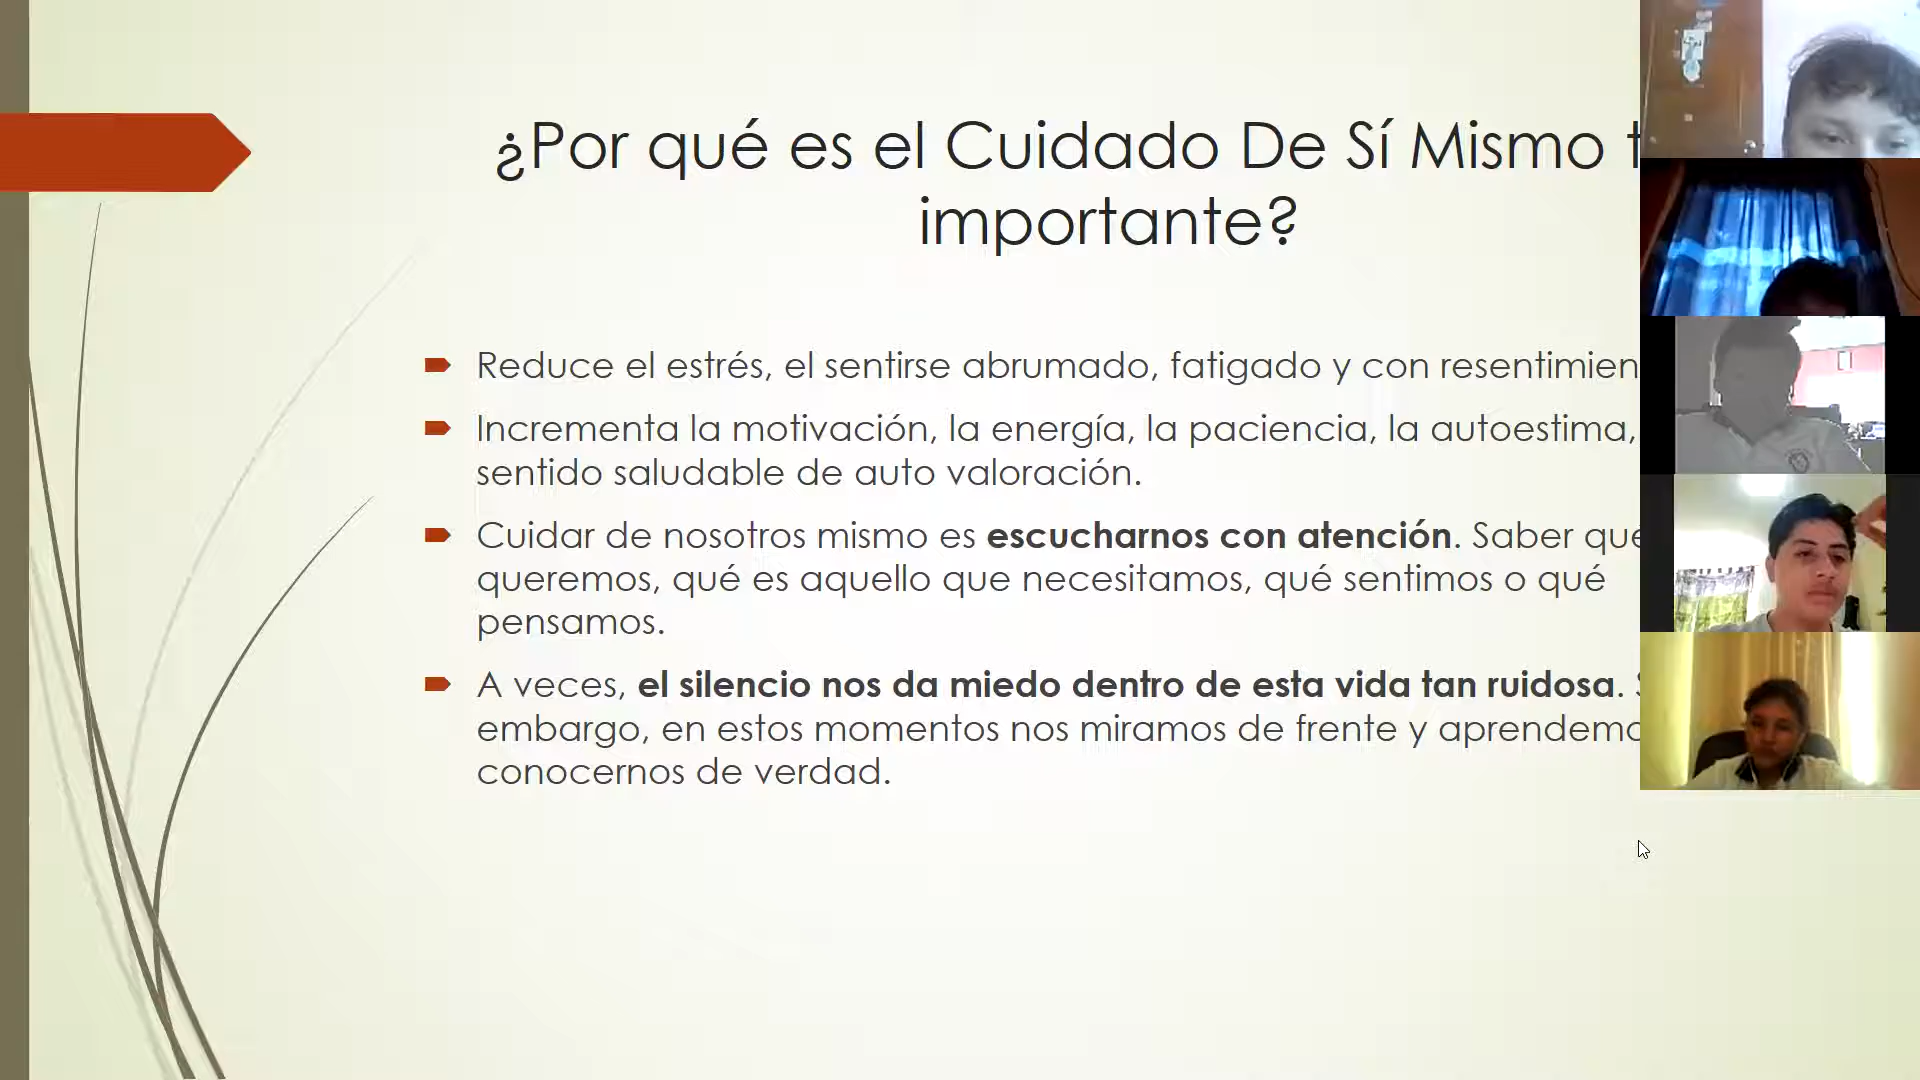 ¿Por qué es el Cuidado De Sí Mismo
importante?
Reduce el estrés, el sentirse abrumado, fatigado y con
Incrementa la motivación, la energía, la paciencia, la autoestima,
sentido saludable de auto valoración.
Cuidar de nosotros mismo es escucharnos con atención. Saber qué
queremos, qué es aquello que necesitamos, qué sentimos o qué
pensamos.
A veces, el silencio nos da miedo dentro de esta vida tan ruidosa.
embargo, en estos momentos nos miramos de frente y
conocernos de verdad.